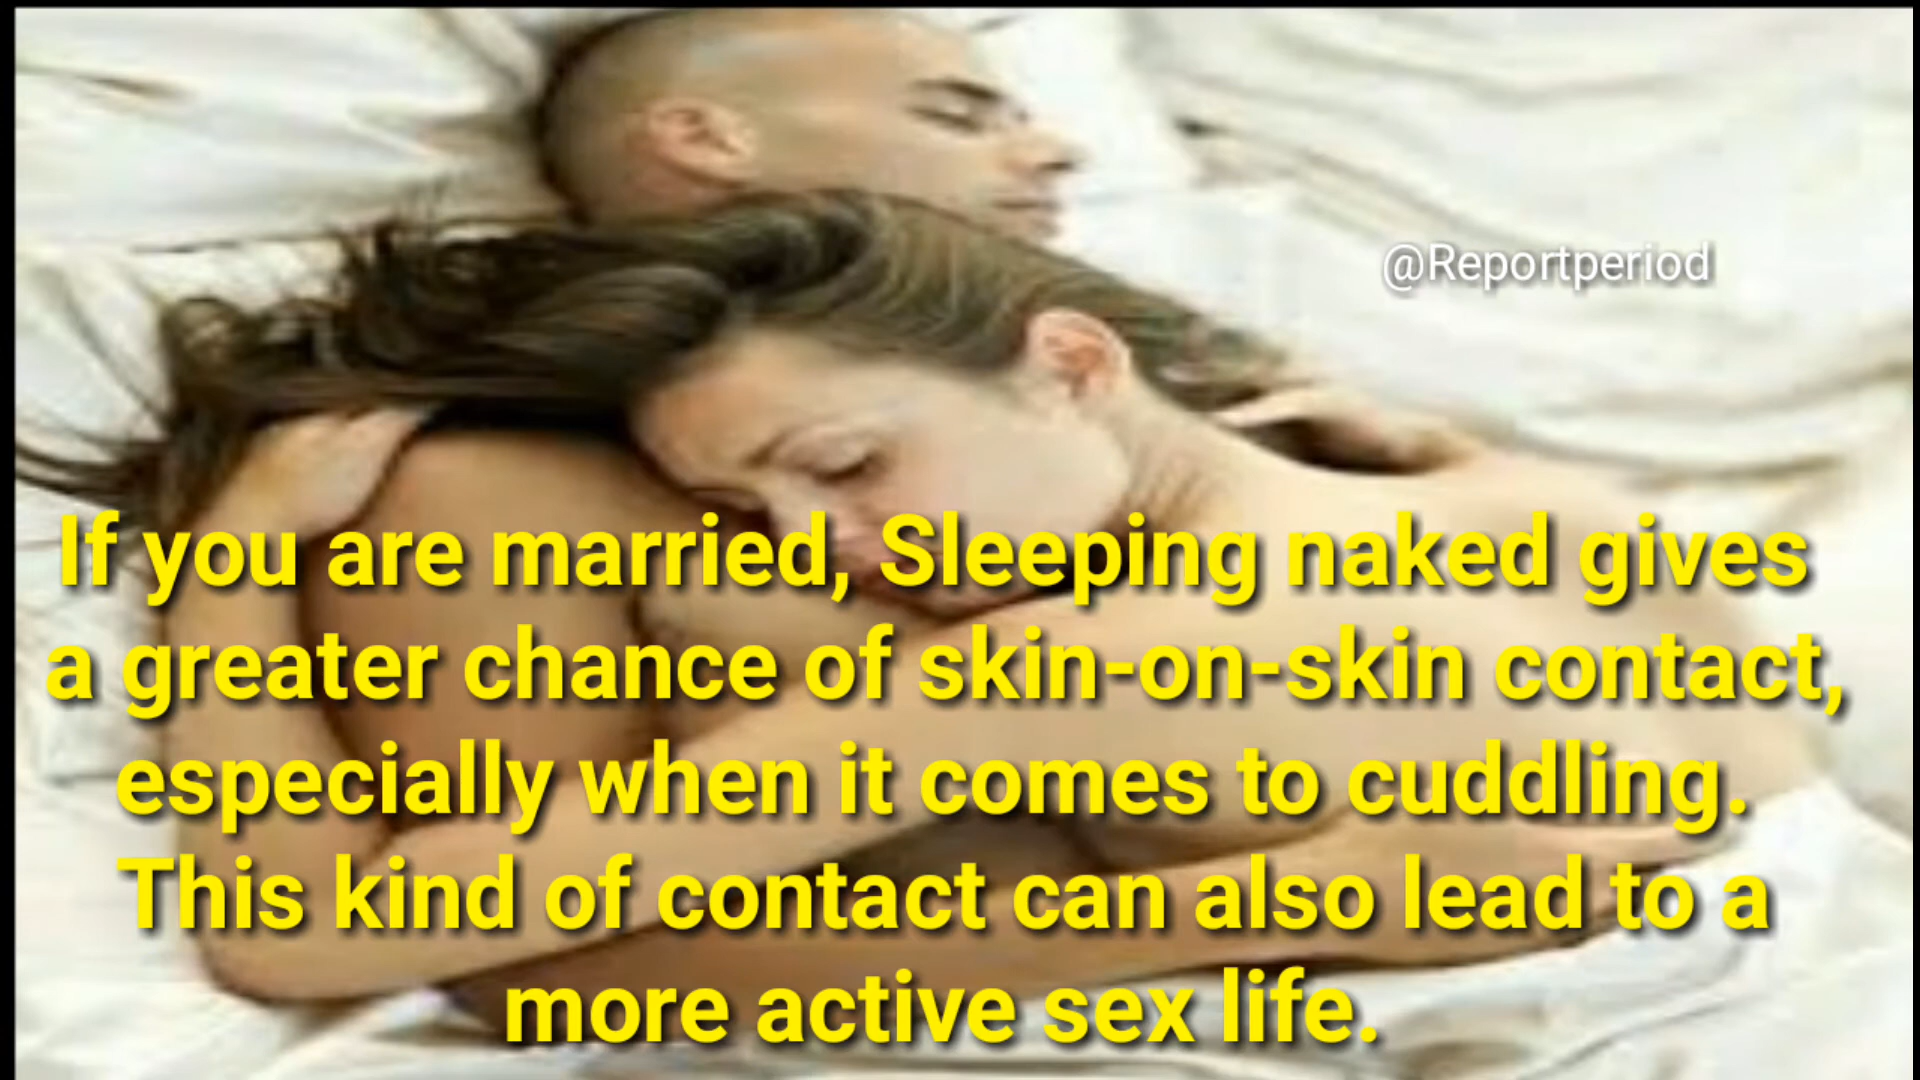 @Reportperiod
If you are married, Sleeping naked gives
a greater chance of skin-on-skin contact,
especially when it comes to cuddling.
This kind of contact can also lead to a
more active sex life.